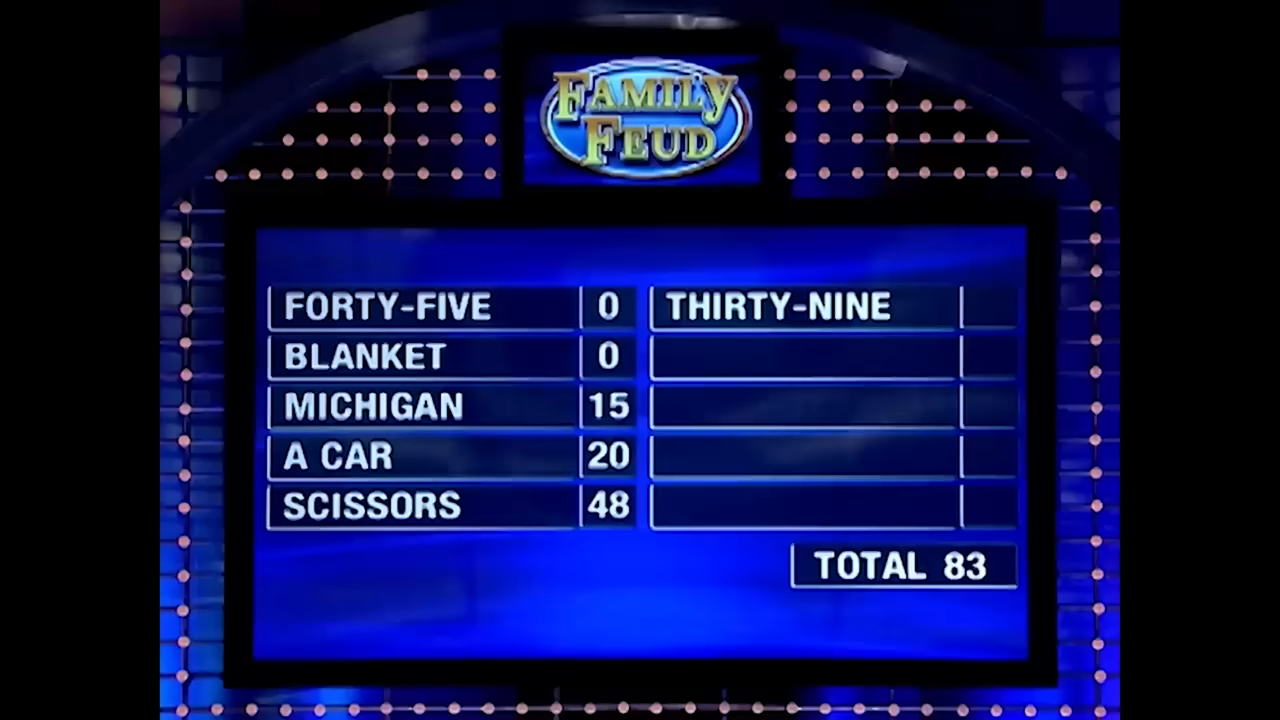 FAMILY
FEUD
FORTY-FIVE 0 THIRTY-NINE
BLANKET 0
MICHIGAN 15
A CAR 20
SCISSORS 48
TOTAL 83